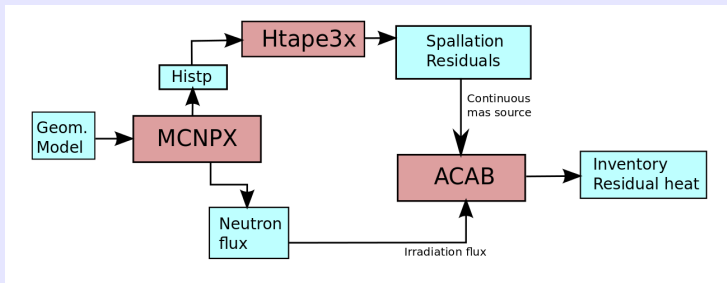 Htape3x
Spallation
Residuals
Histp
Continuous
mas source
Geom.
Model
MCNPX
ACAB
Inventory
Residual heat
Neutron
flux
Irradiation flux